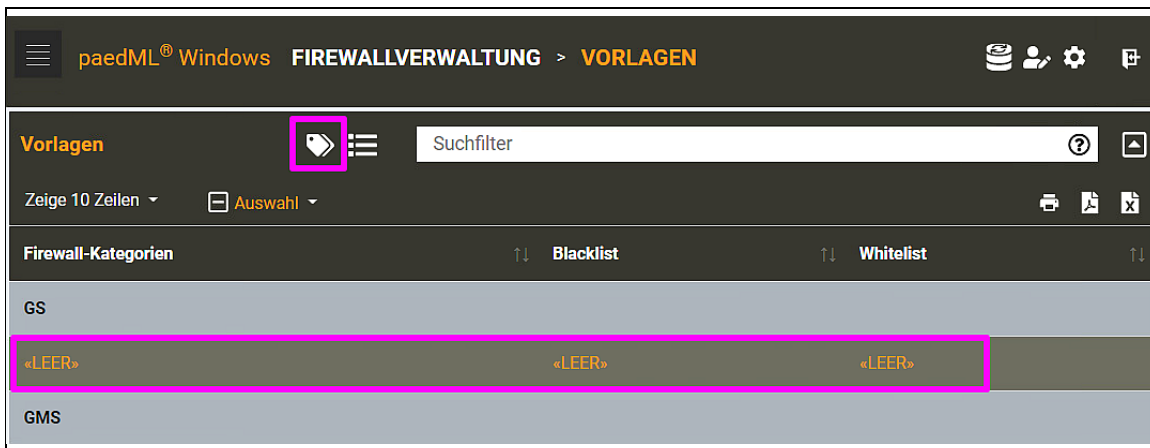 paedML® Windows FIREWALLVERWALTUNG > VORLAGEN
Vorlagen Suchfilter
Zeige 10 Zeilen Auswahl
Firewall-Kategorien Blacklist Whitelist
GS
«LEER» «LEER» «LEER»
GMS